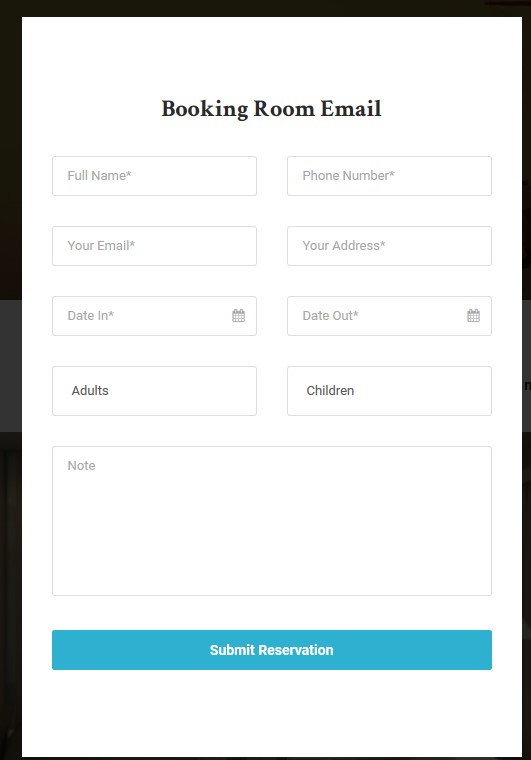 Booking Room Email
Full Name*
Phone Number*
Your Email*
Your Address*
Date In*
Date Out*
Adults
Children
Note
Submit Reservation